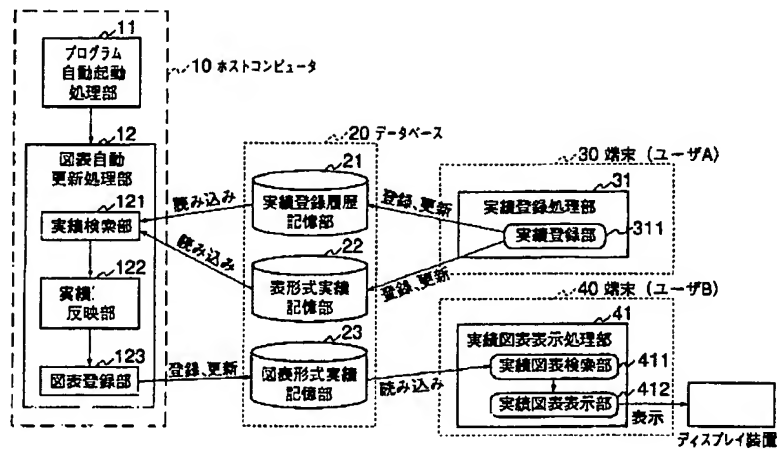 11
プログラム
自動起動
処理部
10 ホストコンピュータ
12
図表自動
更新処理部
121
実績検索部
122
実績
反映部
123
図表登録部
20 データベース
21
実績登録履歴
記憶部
22
表形式実績
記憶部
23
図表形式実績
記憶部
読み込み
読み込み
登録、更新
登録、更新
登録、更新
読み込み
30 端末 (ユーザA)
31
実績登録処理部
実績登録部
311
40 端末 (ユーザB)
41
実績図表表示処理部
実績図表検索部
411
実績図表表示部
412
表示
ディスプレイ装置